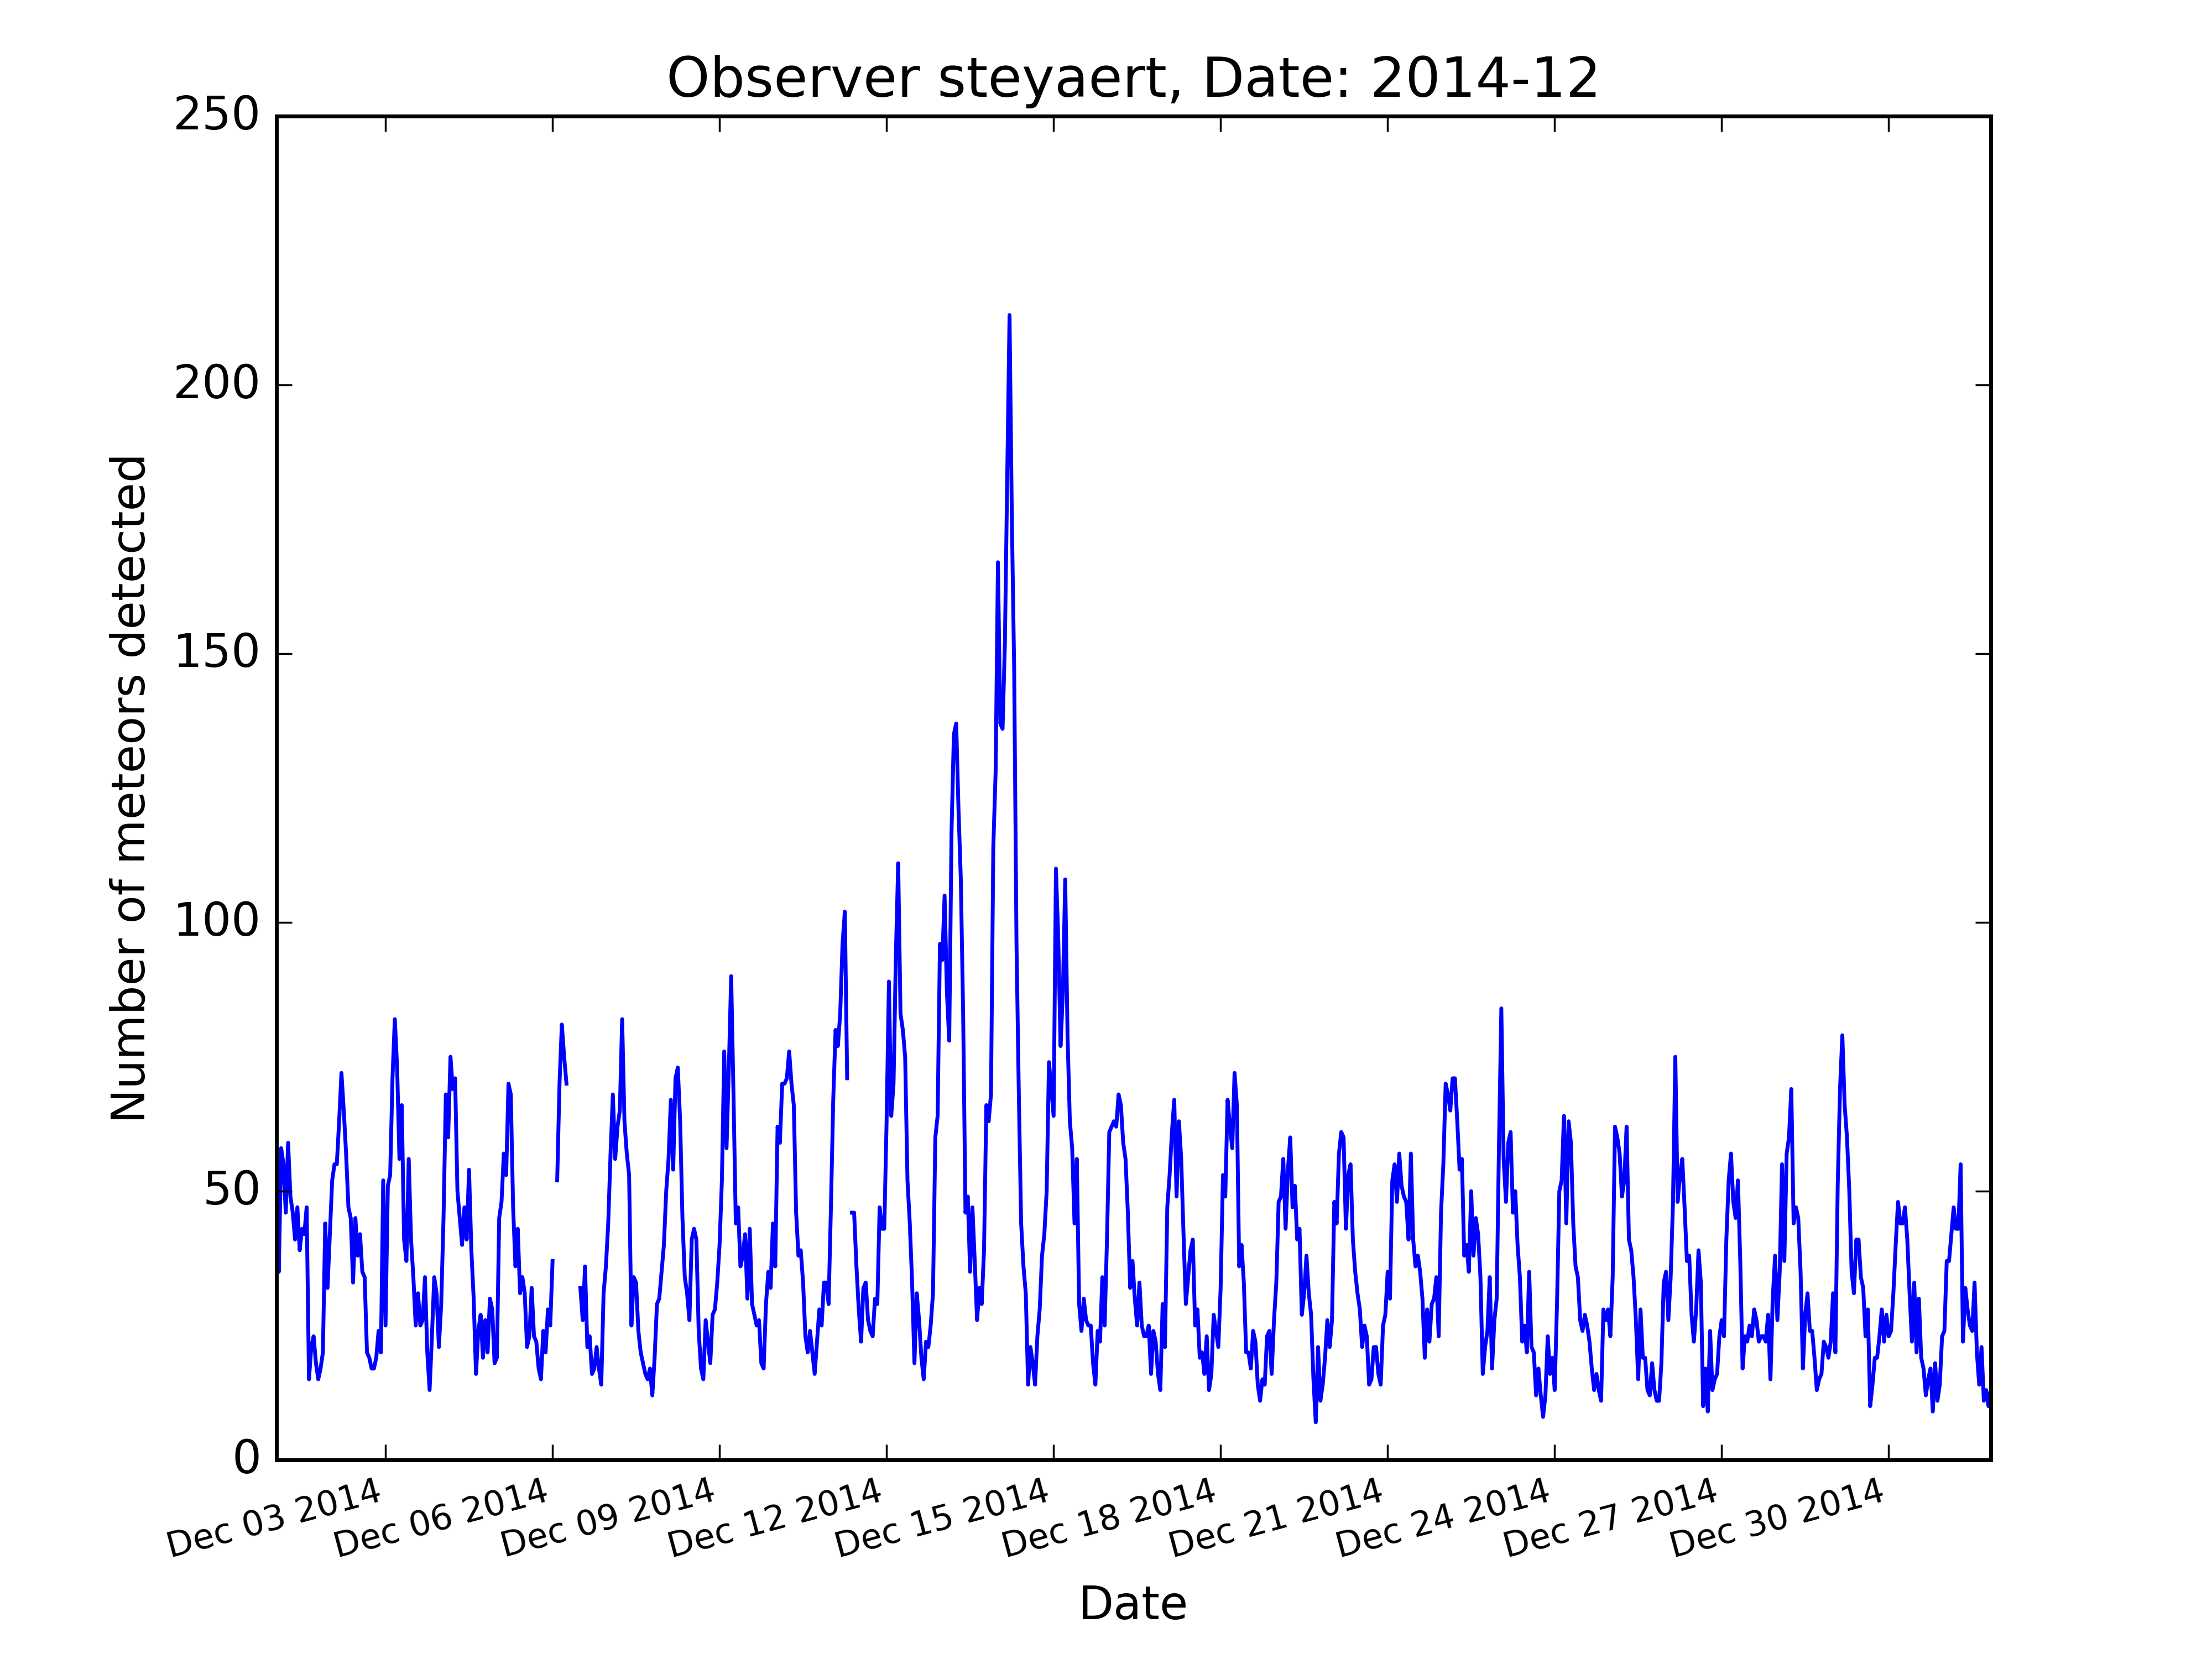 Observer steyaert, Date: 2014-12
250
200
150
100
50
0
Number of meteors detected
Dec 03 2014
Dec 06 2014
Dec 09 2014
Dec 12 2014
Dec 15 2014
Dec 18 2014
Dec 21 2014
Dec 24 2014
Dec 27 2014
Dec 30 2014
Date